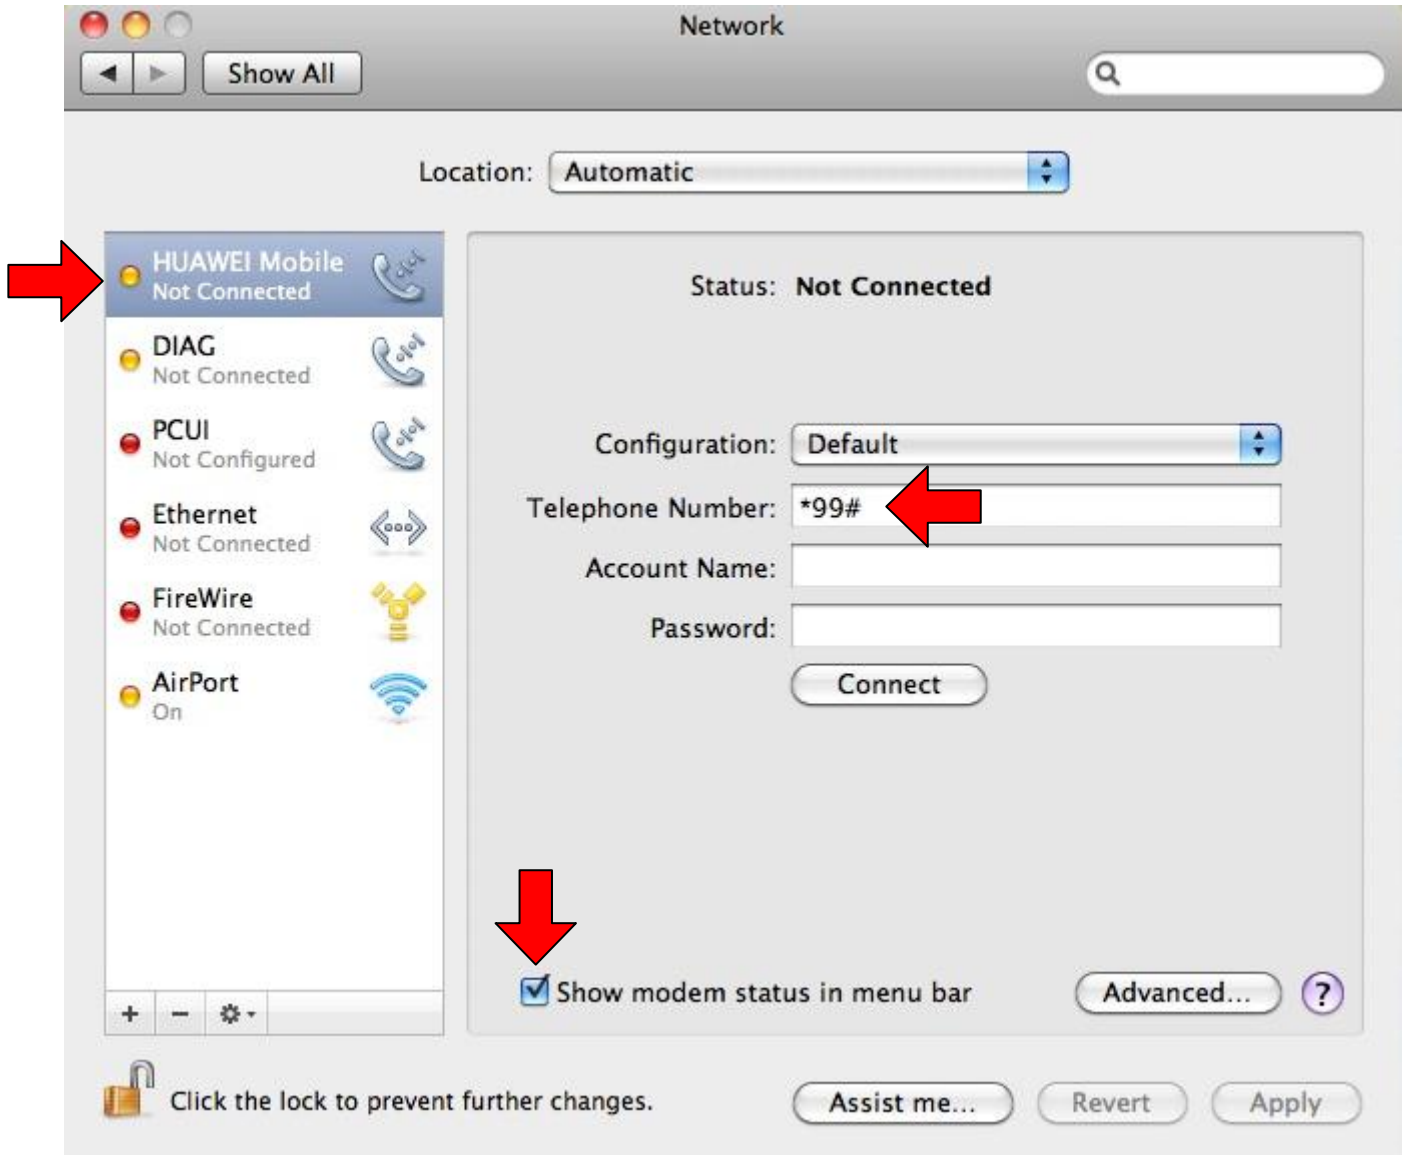 Network
Show All
Location: Automatic
HUAWEI Mobile
Not Connected
DIAG
Not Connected
PCUI
Not Configured
Ethernet
Not Connected
FireWire
Not Connected
AirPort
On
Status: Not Connected
Configuration: Default
Telephone Number: *99#
Account Name:
Password:
Connect
Show modem status in menu bar
Advanced... ?
Click the lock to prevent further changes.
Assist me... Revert Apply